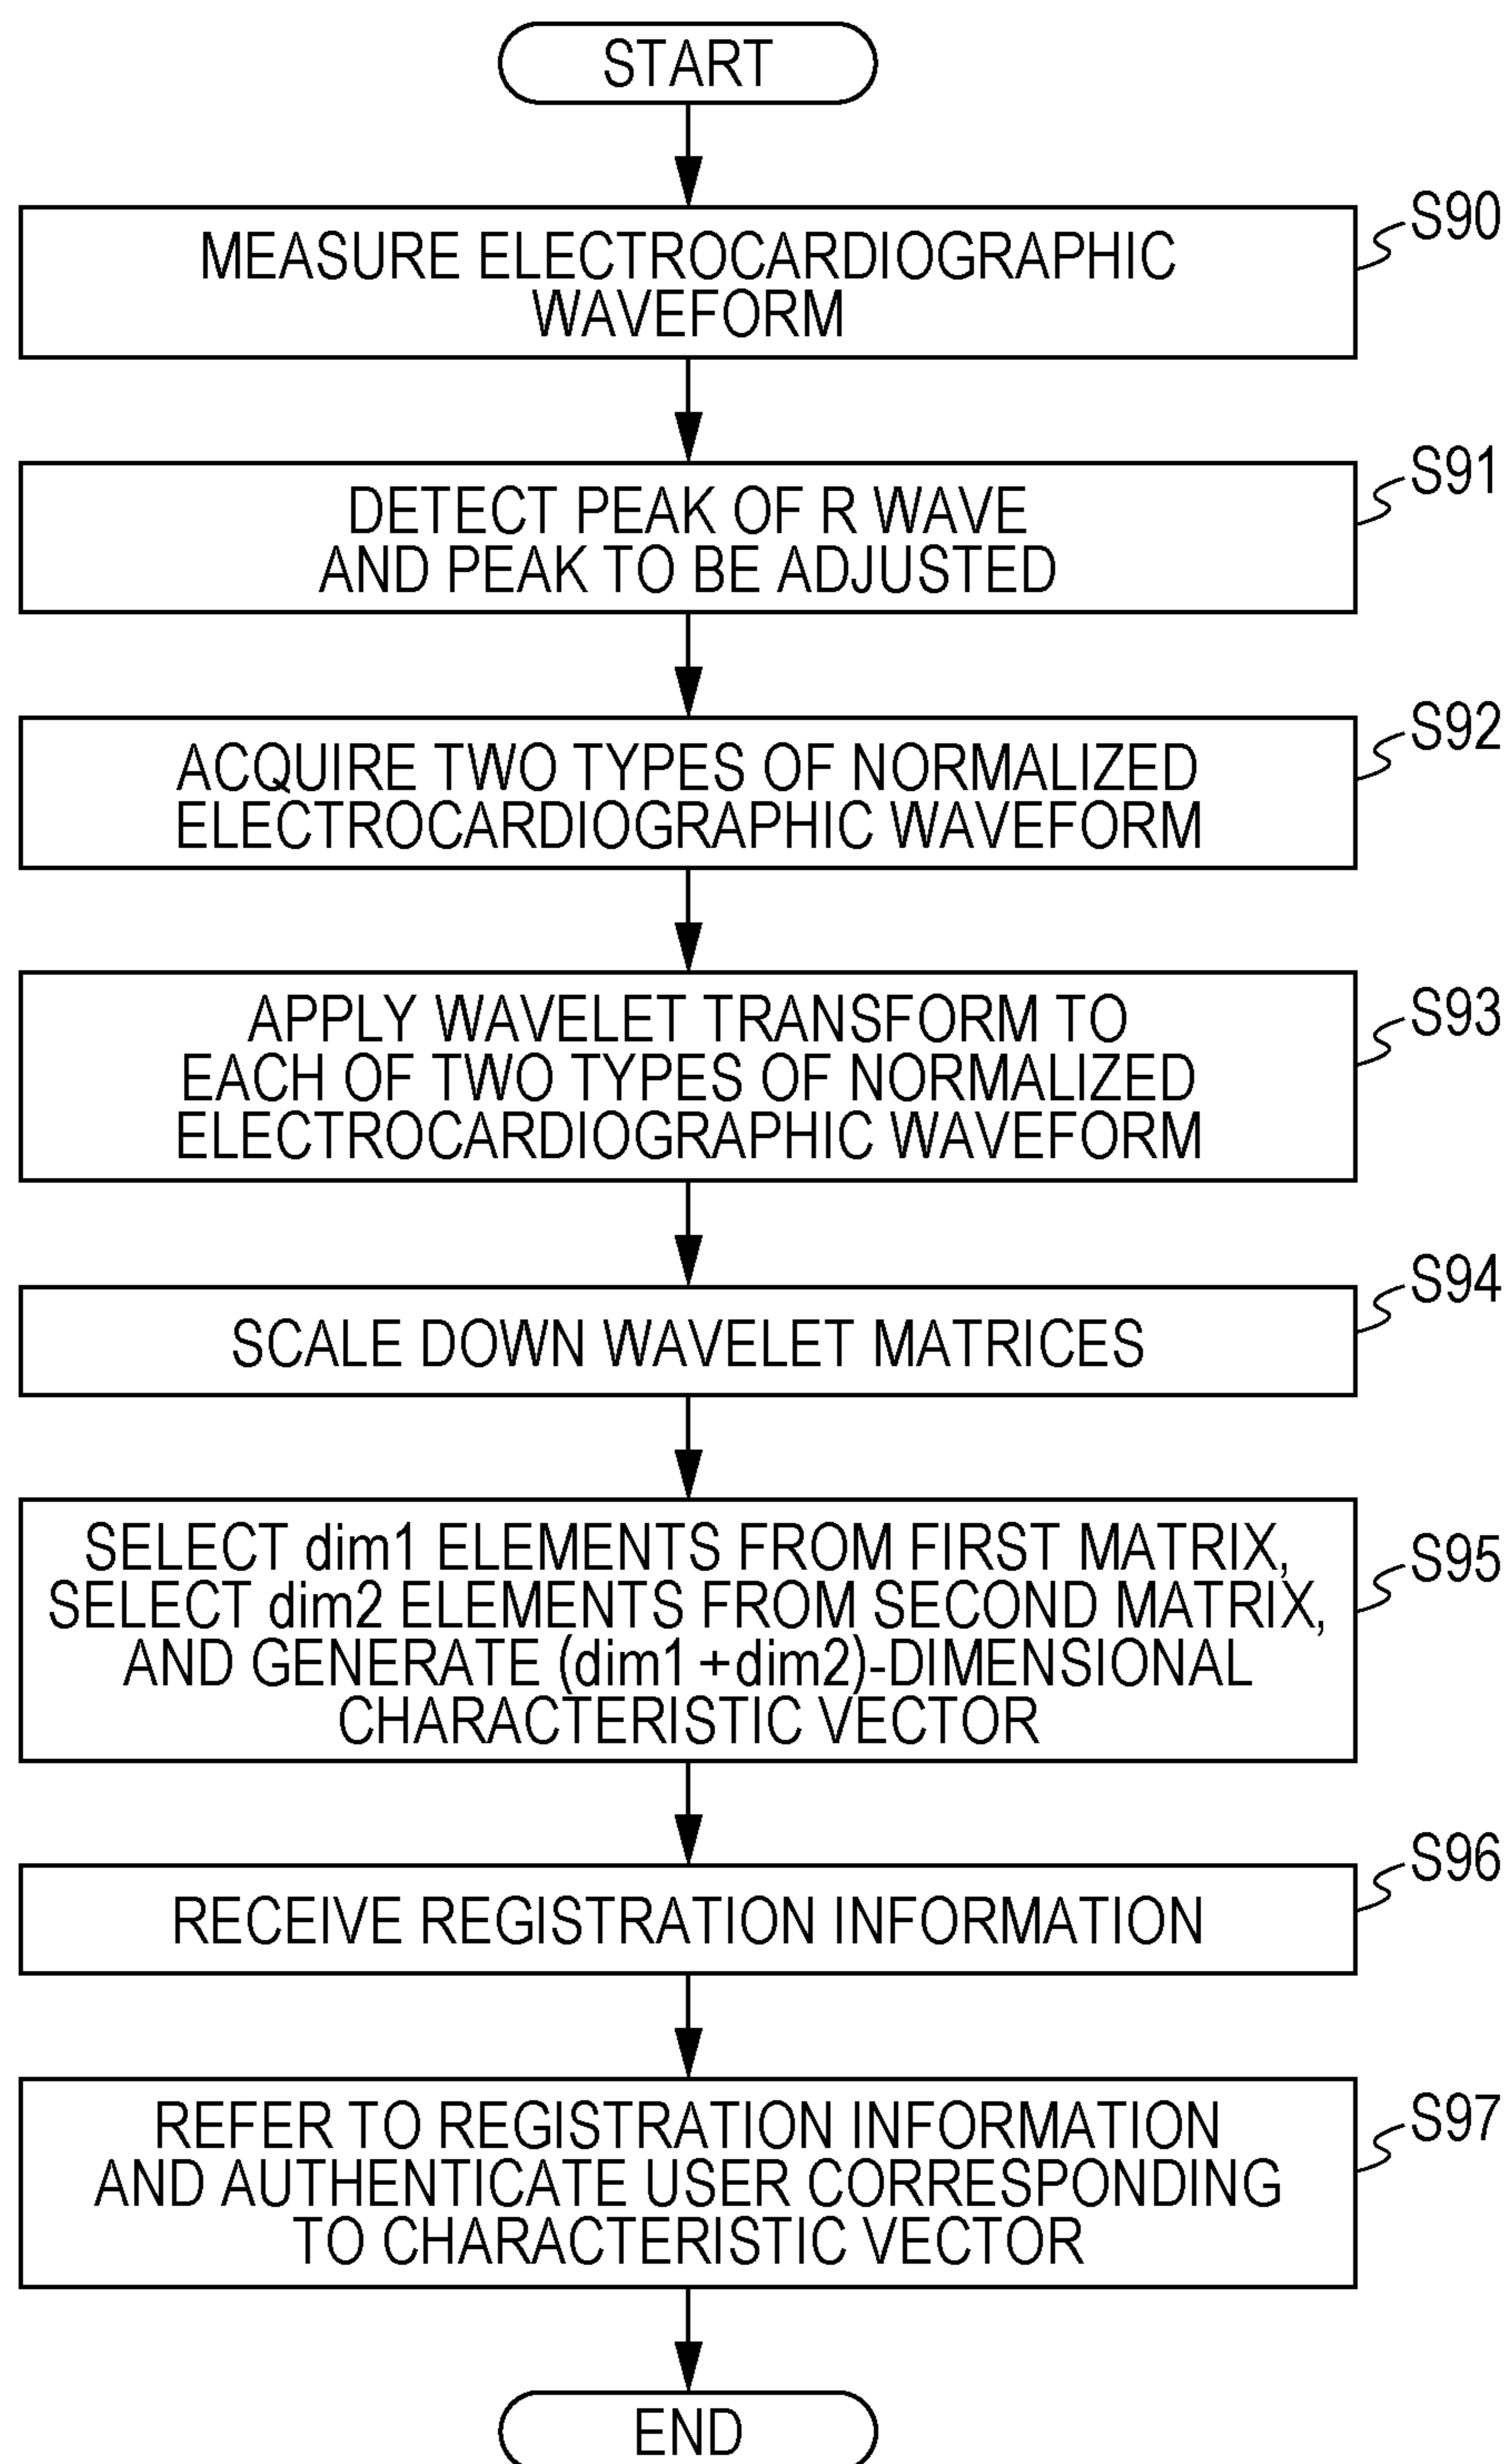 START
S90
MEASURE ELECTROCARDIOGRAPHIC
WAVEFORM
S91
DETECT PEAK OF R WAVE
AND PEAK TO BE ADJUSTED
S92
ACQUIRE TWO TYPES OF NORMALIZED
ELECTROCARDIOGRAPHIC WAVEFORM
S93
APPLY WAVELET TRANSFORM TO
EACH OF TWO TYPES OF NORMALIZED
ELECTROCARDIOGRAPHIC WAVEFORM
S94
SCALE DOWN WAVELET MATRICES
S95
SELECT dim1 ELEMENTS FROM FIRST MATRIX,
SELECT dim2 ELEMENTS FROM SECOND MATRIX,
AND GENERATE (dim1 +dim2)-DIMENSIONAL
CHARACTERISTIC VECTOR
S96
RECEIVE REGISTRATION INFORMATION
S97
REFER TO REGISTRATION INFORMATION
AND AUTHENTICATE USER CORRESPONDING
TO CHARACTERISTIC VECTOR
END